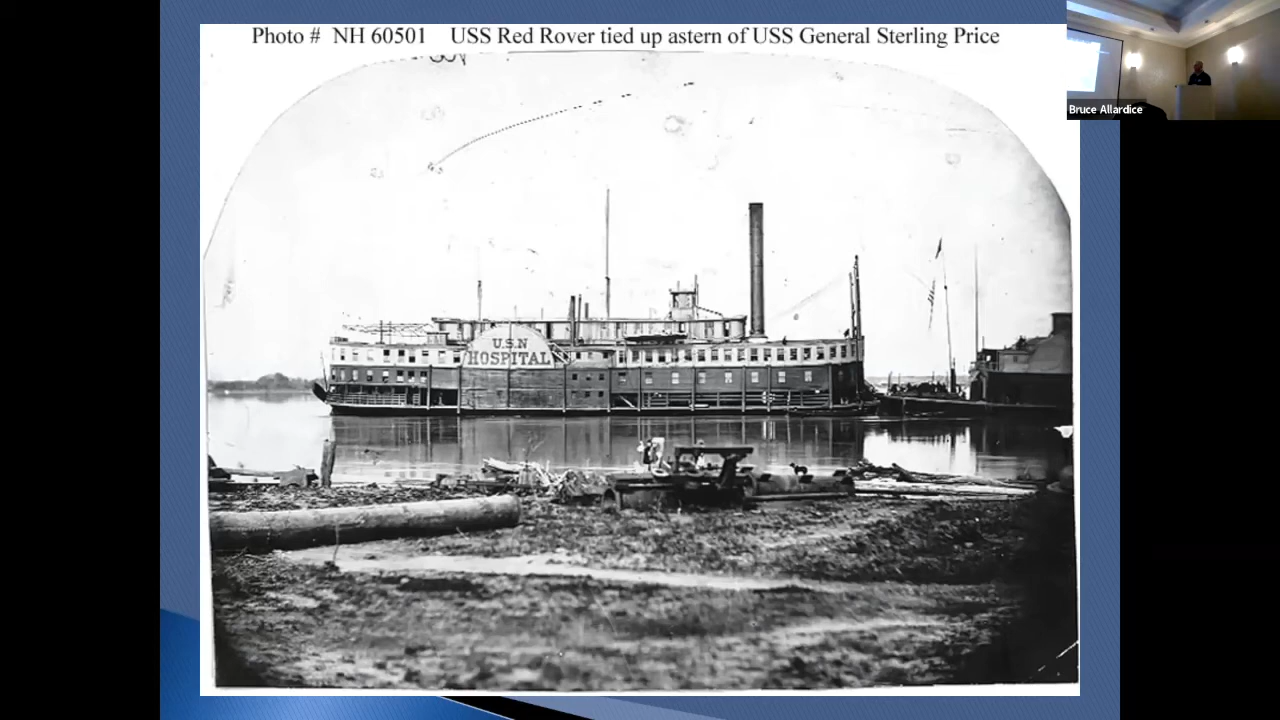 Photo # NH 60501 USS Red Rover tied up astern of USS General Sterling Price
Bruce Allardice
U.S.N
HOSPITAL